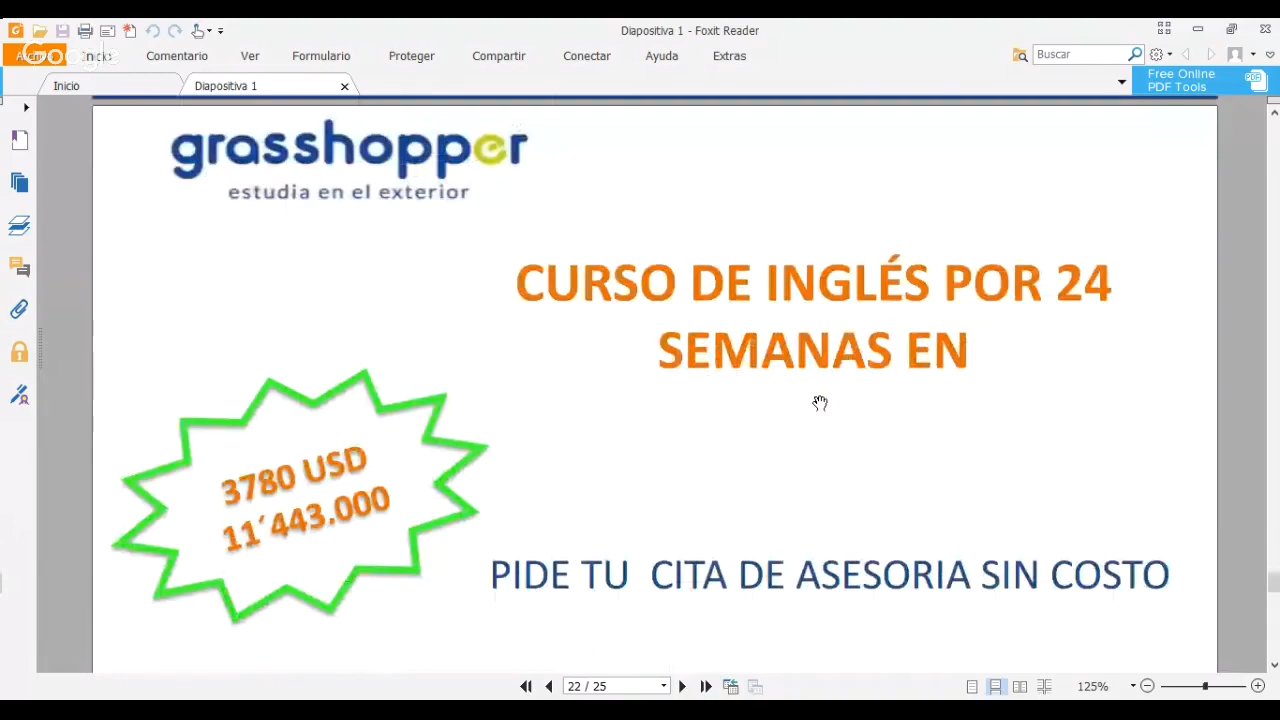 Diapositiva 1 - Foxit Reader
Google
Inicio
Comentario
Ver
Formulario
Proteger
Compartir
Conectar
Ayuda
Extras
Buscar
Inicio
Diapositiva 1
Free Online
PDF Tools
grasshopper
estudia en el exterior
CURSO DE INGLÉS POR 24
SEMANAS EN
3780 USD
11´443.000
PIDE TU CITA DE ASESORIA SIN COSTO
22 / 25
125%